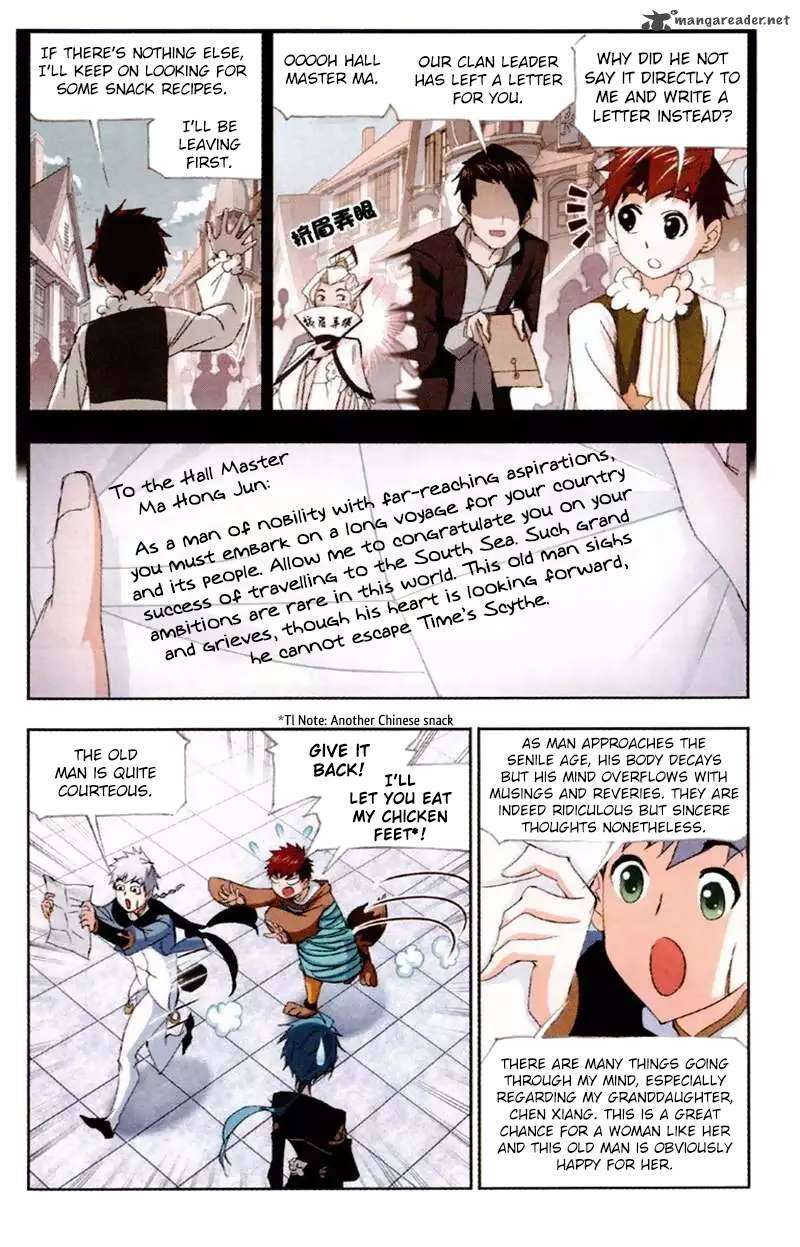 mangareader.net
IF THERE'S NOTHING ELSE,
I'LL KEEP ON LOOKING FOR
SOME SNACK RECIPES.
I'LL BE
LEAVING
FIRST.
OOOOH HALL
MASTER MA.
OUR CLAN LEADER
HAS LEFT A LETTER
FOR YOU.
WHY DID HE NOT
SAY IT DIRECTLY TO
ME AND WRITE A
LETTER INSTEAD?
挤眉弄眼
To the Hall Master
Ma Hong Jun:
As a man of nobility with far-reaching aspirations,
you must embark on a long voyage for your country
and its people. Allow me to congratulate you on your
success of travelling to the South Sea. Such grand
ambitions are rare in this world. This old man sighs
and grieves, though his heart is looking forward,
he cannot escape Time's Scythe.
*Tl Note: Another Chinese snack
THE OLD
MAN IS QUITE
COURTEOUS.
GIVE IT
BACK!
I'LL
LET YOU EAT
MY CHICKEN
FEET*!
AS MAN APPROACHES THE
SENILE AGE, HIS BODY DECAYS
BUT HIS MIND OVERFLOWS WITH
MUSINGS AND REVERIES. THEY ARE
INDEED RIDICULOUS BUT SINCERE
THOUGHTS NONETHELESS.
THERE ARE MANY THINGS GOING
THROUGH MY MIND, ESPECIALLY
REGARDING MY GRANDDAUGHTER,
CHEN XIANG. THIS IS A GREAT
CHANCE FOR A WOMAN LIKE HER
AND THIS OLD MAN IS OBVIOUSLY
HAPPY FOR HER.